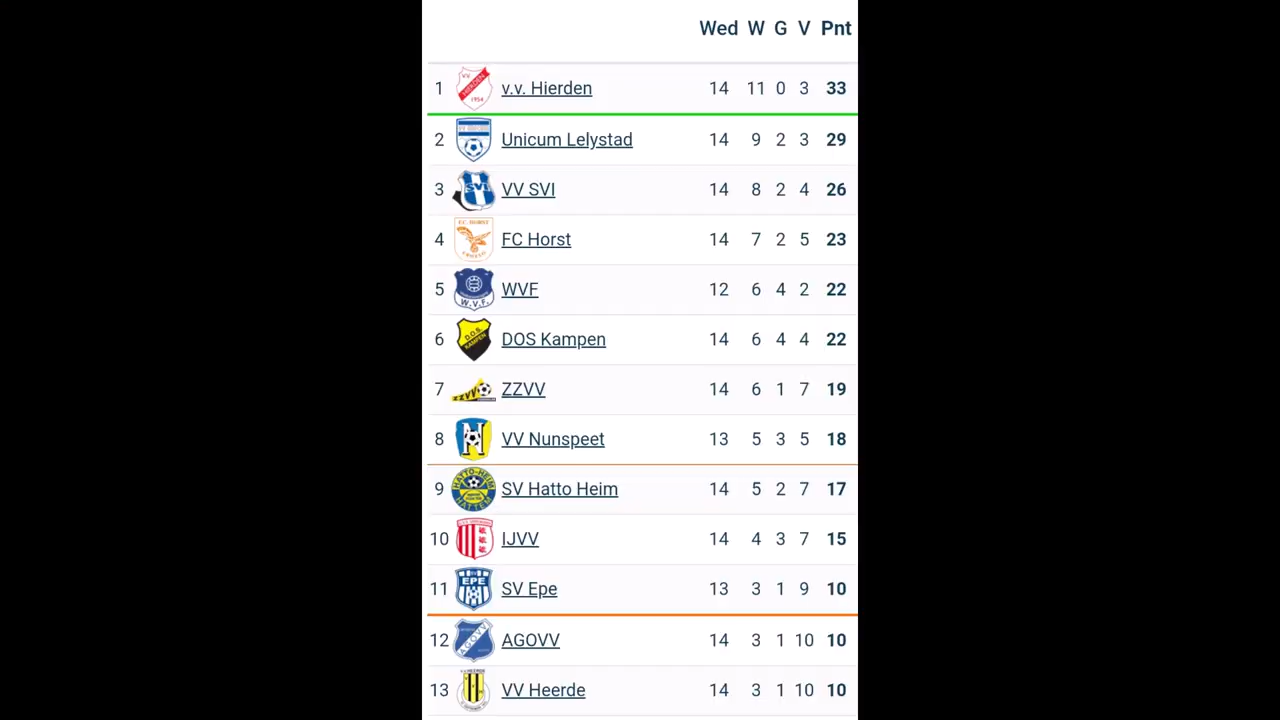 Wed W G V Pnt
1 v.v. Hierden 14 11 0 3 33
2 Unicum Lelystad 14 9 2 3 29
3 VV SVI 14 8 2 4 26
4 FC Horst 14 7 2 5 23
5 WVF 12 6 4 2 22
6 DOS Kampen 14 6 4 4 22
7 ZZVV 14 6 1 7 19
8 VV Nunspeet 13 5 3 5 18
9 SV Hatto Heim 14 5 2 7 17
10 IJVV 14 4 3 7 15
11 SV Epe 13 3 1 9 10
12 AGOVV 14 3 1 10 10
13 VV Heerde 14 3 1 10 10